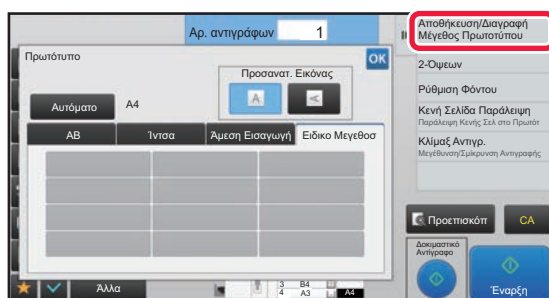 Αρ. αντιγράφων 1
Αποθήκευση/Διαγραφή
Μέγεθος Πρωτοτύπου
Πρωτότυπο
OK
Προσανατ. Εικόνας
2-Όψεων
Ρύθμιση Φόντου
Κενή Σελίδα Παράλειψη
Παράλειψη Κενής Σελ στο Πρωτότ
Κλίμαξ Αντιγρ.
Μεγέθυνση/Σμίκρυνση Αντιγραφής
Αυτόματο A4
A A
AB Ίντσα Άμεση Εισαγωγή Ειδικο Μεγεθοσ
Προεπισκόπ CA
Δοκιμαστικό
Αντίγραφο
Έναρξη
Άλλα
3 B4
4 A3 A4